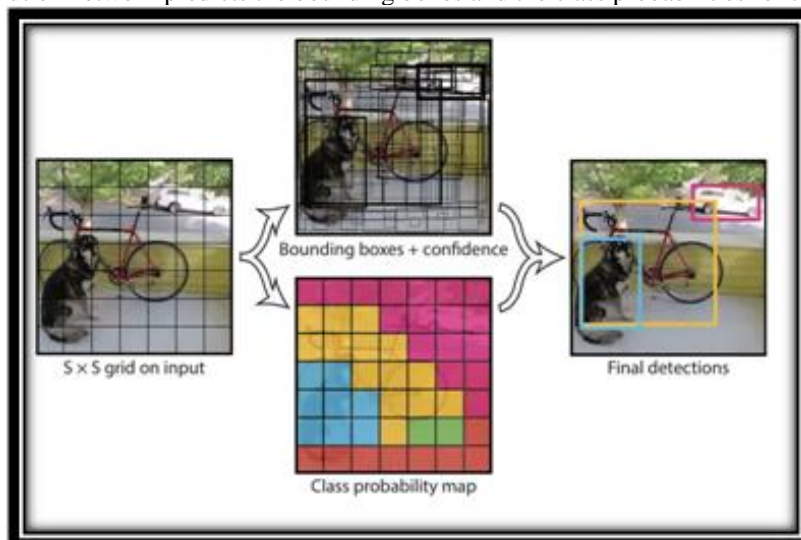 Bounding boxes + confidence
S × S grid on input
Final detections
Class probability map